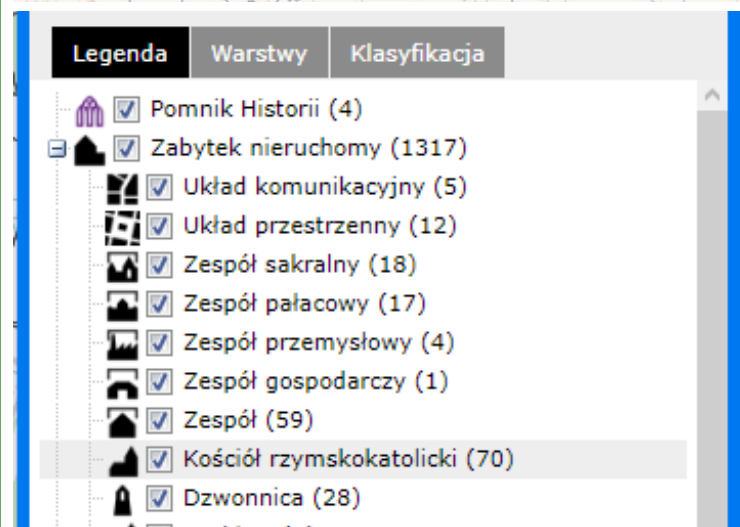 Legenda Warstwy Klasyfikacja
Pomnik Historii (4)
Zabytek nieruchomy (1317)
Układ komunikacyjny (5)
Układ przestrzenny (12)
Zespół sakralny (18)
Zespół pałacowy (17)
Zespół przemysłowy (4)
Zespół gospodarczy (1)
Zespół (59)
Kościół rzymskokatolicki (70)
Dzwonnica (28)